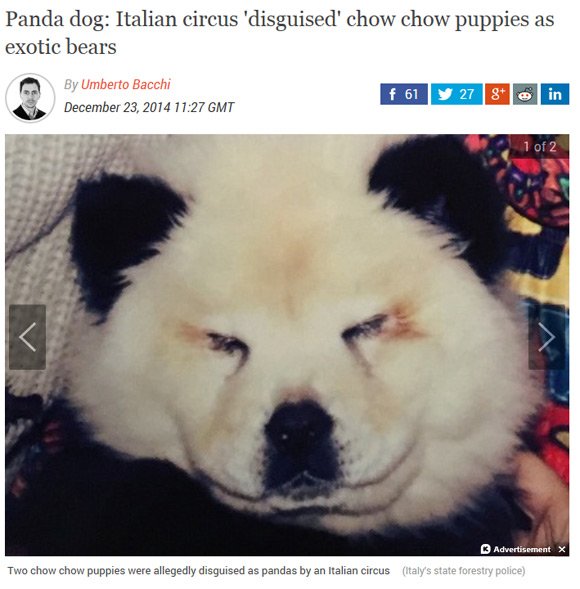 Panda dog: Italian circus 'disguised' chow chow puppies as
exotic bears
By Umberto Bacchi
December 23, 2014 11:27 GMT
f 61
27
g+
in
1 of 2
K Advertisement X
Two chow chow puppies were allegedly disguised as pandas by an Italian circus (Italy's state forestry police)